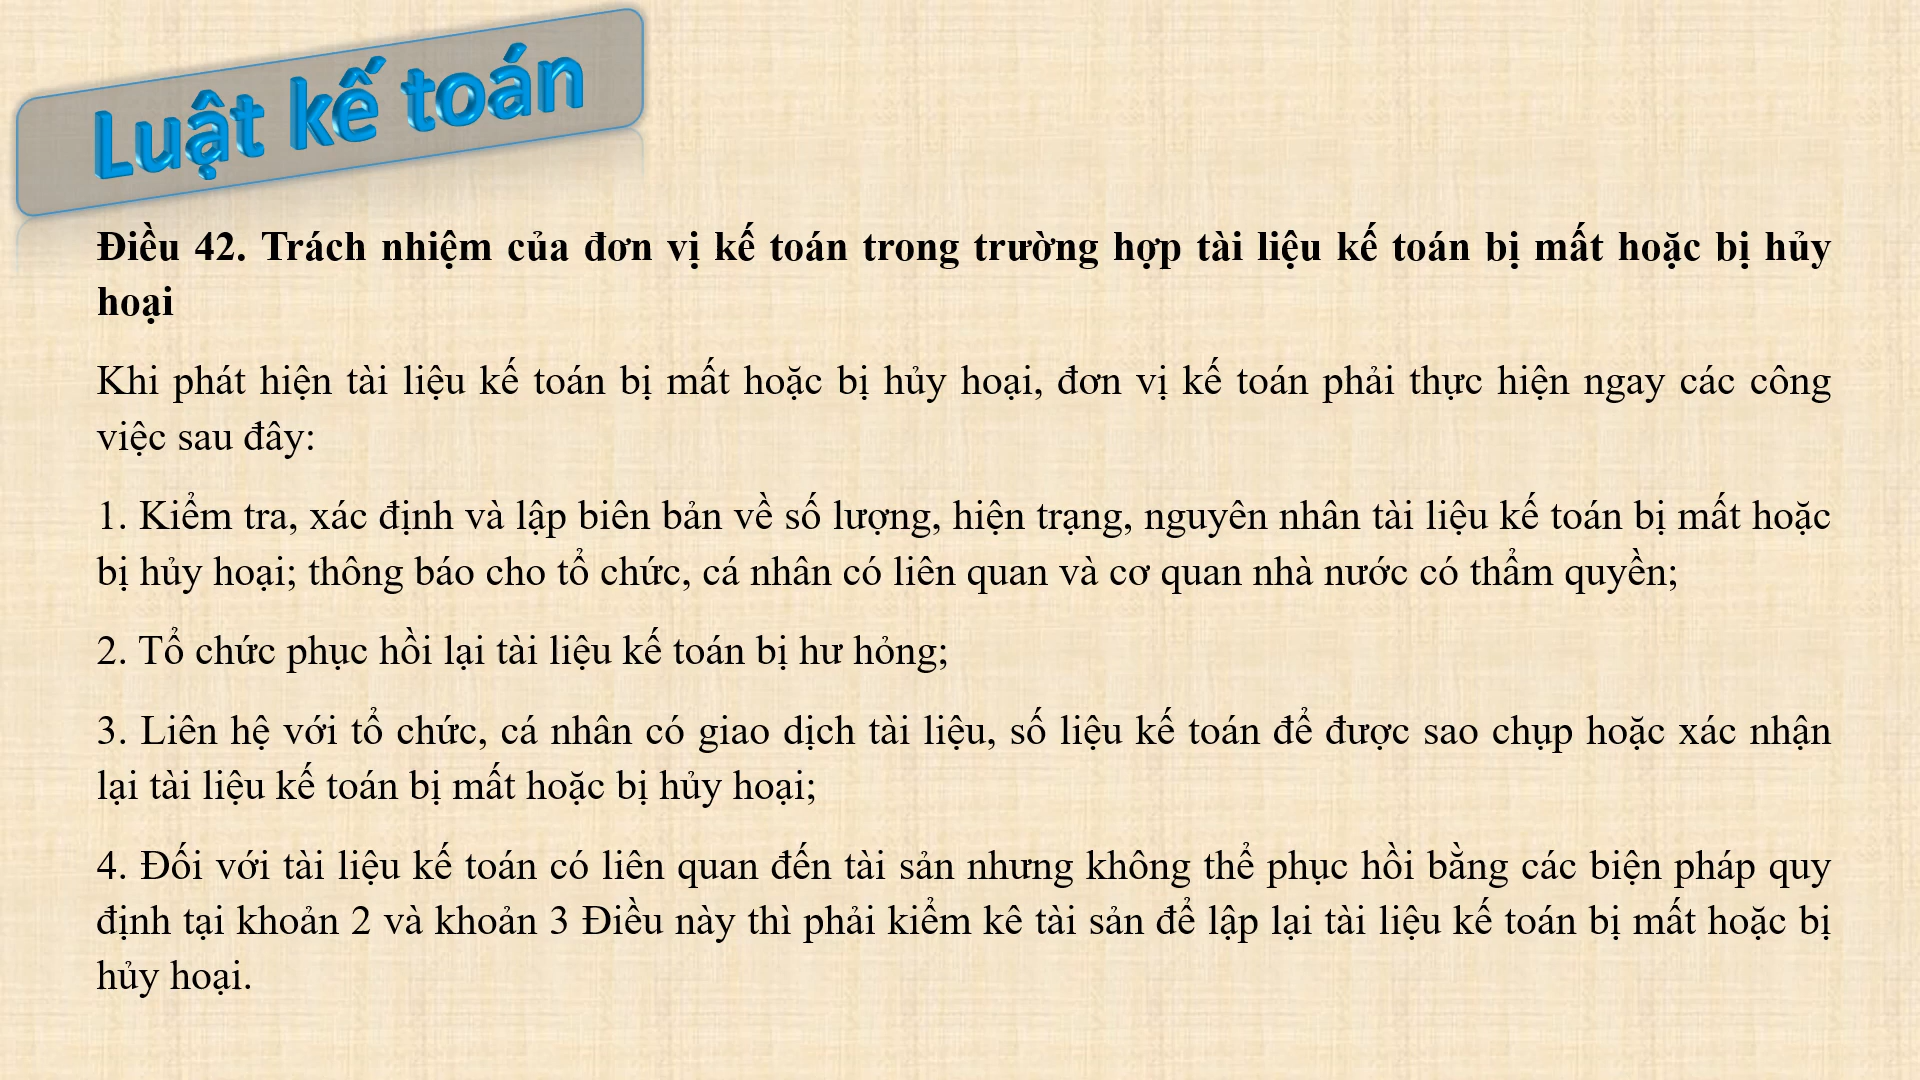 Luật kế toán
Điều 42. Trách nhiệm của đơn vị kế toán trong trường hợp tài liệu kế toán bị mất hoặc bị hủy
hoại
Khi phát hiện tài liệu kế toán bị mất hoặc bị hủy hoại, đơn vị kế toán phải thực hiện ngay các công
việc sau đây:
1. Kiểm tra, xác định và lập biên bản về số lượng, hiện trạng, nguyên nhân tài liệu kế toán bị mất hoặc
bị hủy hoại; thông báo cho tổ chức, cá nhân có liên quan và cơ quan nhà nước có thẩm quyền;
2. Tổ chức phục hồi lại tài liệu kế toán bị hư hỏng;
3. Liên hệ với tổ chức, cá nhân có giao dịch tài liệu, số liệu kế toán để được sao chụp hoặc xác nhận
lại tài liệu kế toán bị mất hoặc bị hủy hoại;
4. Đối với tài liệu kế toán có liên quan đến tài sản nhưng không thể phục hồi bằng các biện pháp quy
định tại khoản 2 và khoản 3 Điều này thì phải kiểm kê tài sản để lập lại tài liệu kế toán bị mất hoặc bị
hủy hoại.